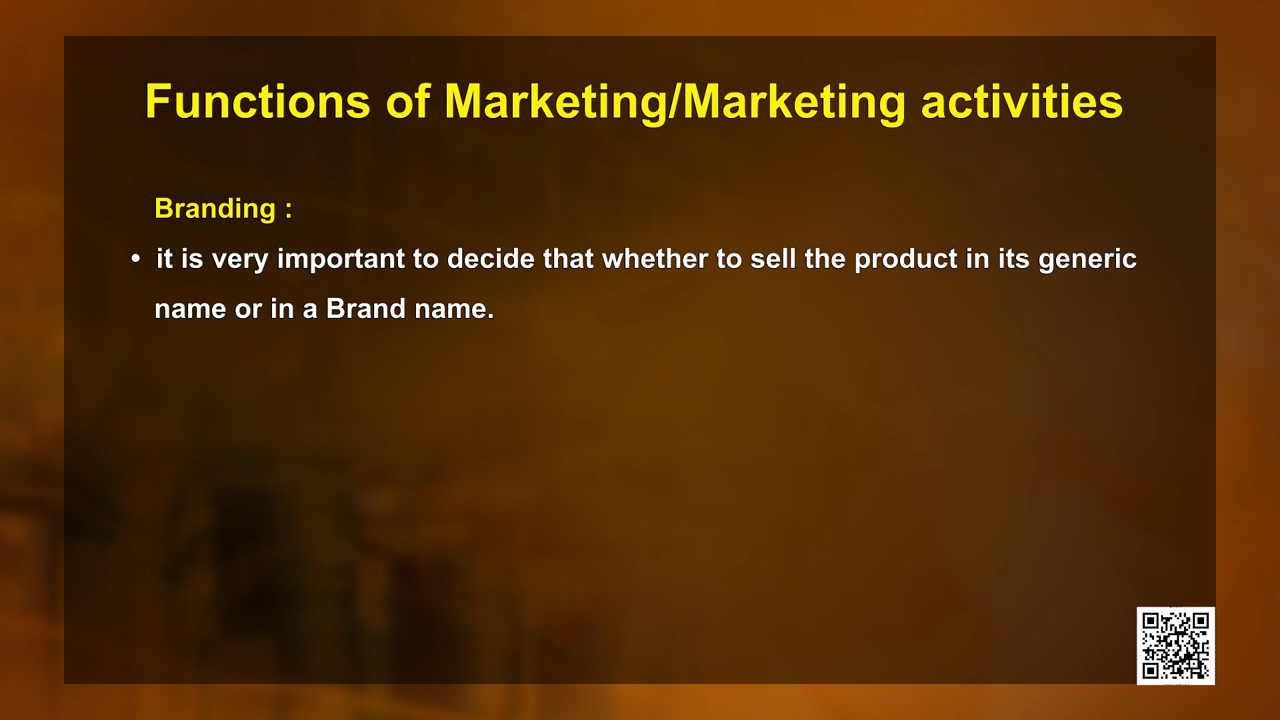 Functions of Marketing/Marketing activities
Branding :
• it is very important to decide that whether to sell the product in its generic
name or in a Brand name.